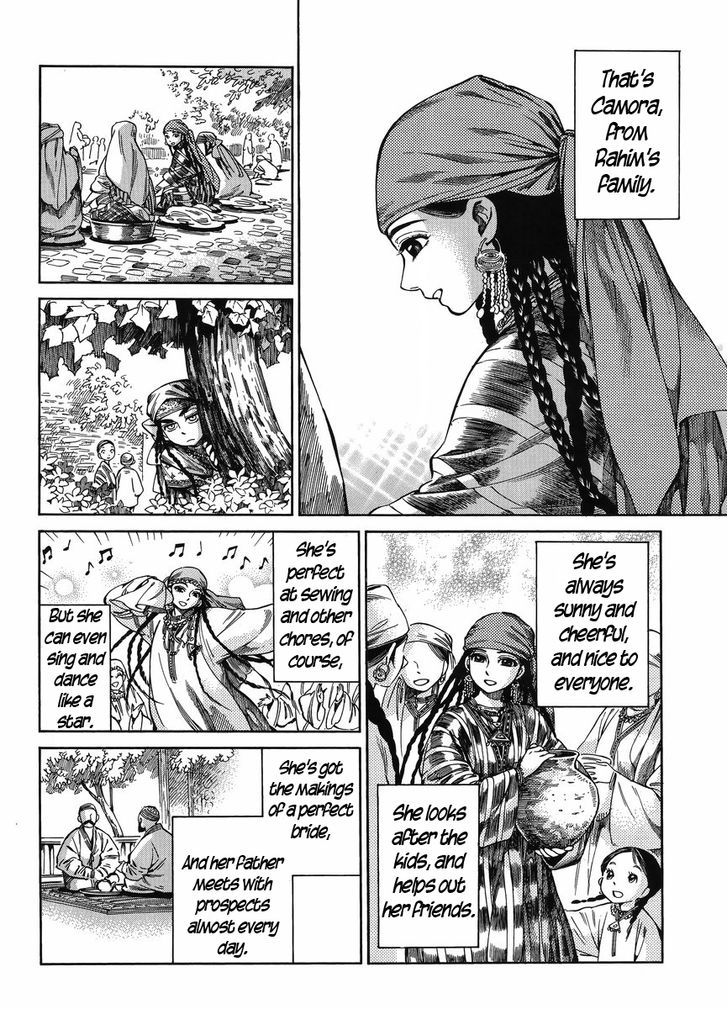 That's
Camora,
from
Rahim's
family.
She's
always
sunny and
cheerful,
and nice to
everyone.
She looks
after the
kids, and
helps out
her friends.
She's
perfect
at sewing
and other
chores, of
course,
But she
can even
sing and
dance
like a
star.
She's got
the makings
of a perfect
bride,
And her father
meets with
prospects
almost every
day.